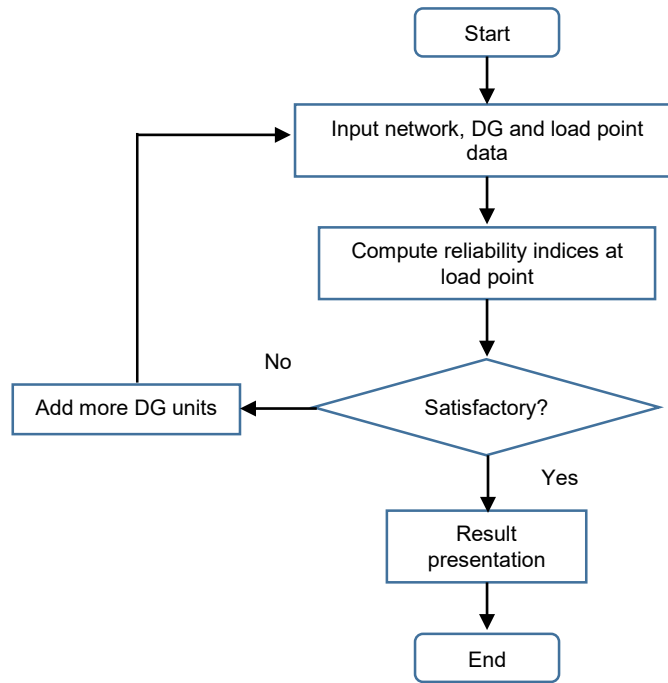 Start
Input network, DG and load point
data
Compute reliability indices at
load point
No
Add more DG units
Satisfactory?
Yes
Result
presentation
End